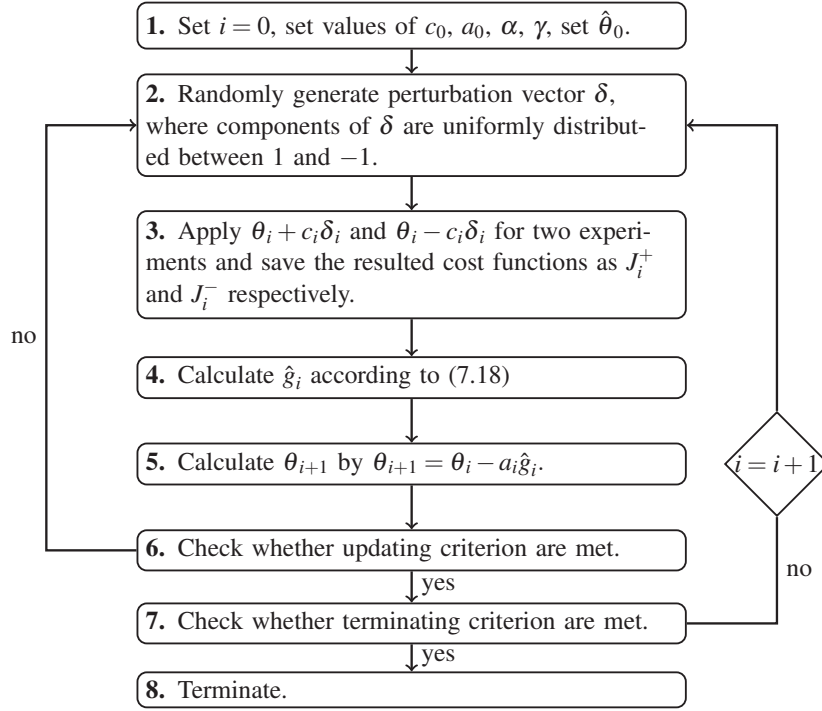 1. Set i = 0, set values of c₀, a₀, α, γ, set θ̂₀.
2. Randomly generate perturbation vector δ,
where components of δ are uniformly distribut-
ed between 1 and −1.
3. Apply θᵢ + cᵢδᵢ and θᵢ − cᵢδᵢ for two experi-
ments and save the resulted cost functions as Jᵢ⁺
and Jᵢ⁻ respectively.
no
4. Calculate ĝᵢ according to (7.18)
5. Calculate θᵢ₊₁ by θᵢ₊₁ = θᵢ − aᵢĝᵢ.
i = i + 1
6. Check whether updating criterion are met.
no
yes
7. Check whether terminating criterion are met.
yes
8. Terminate.